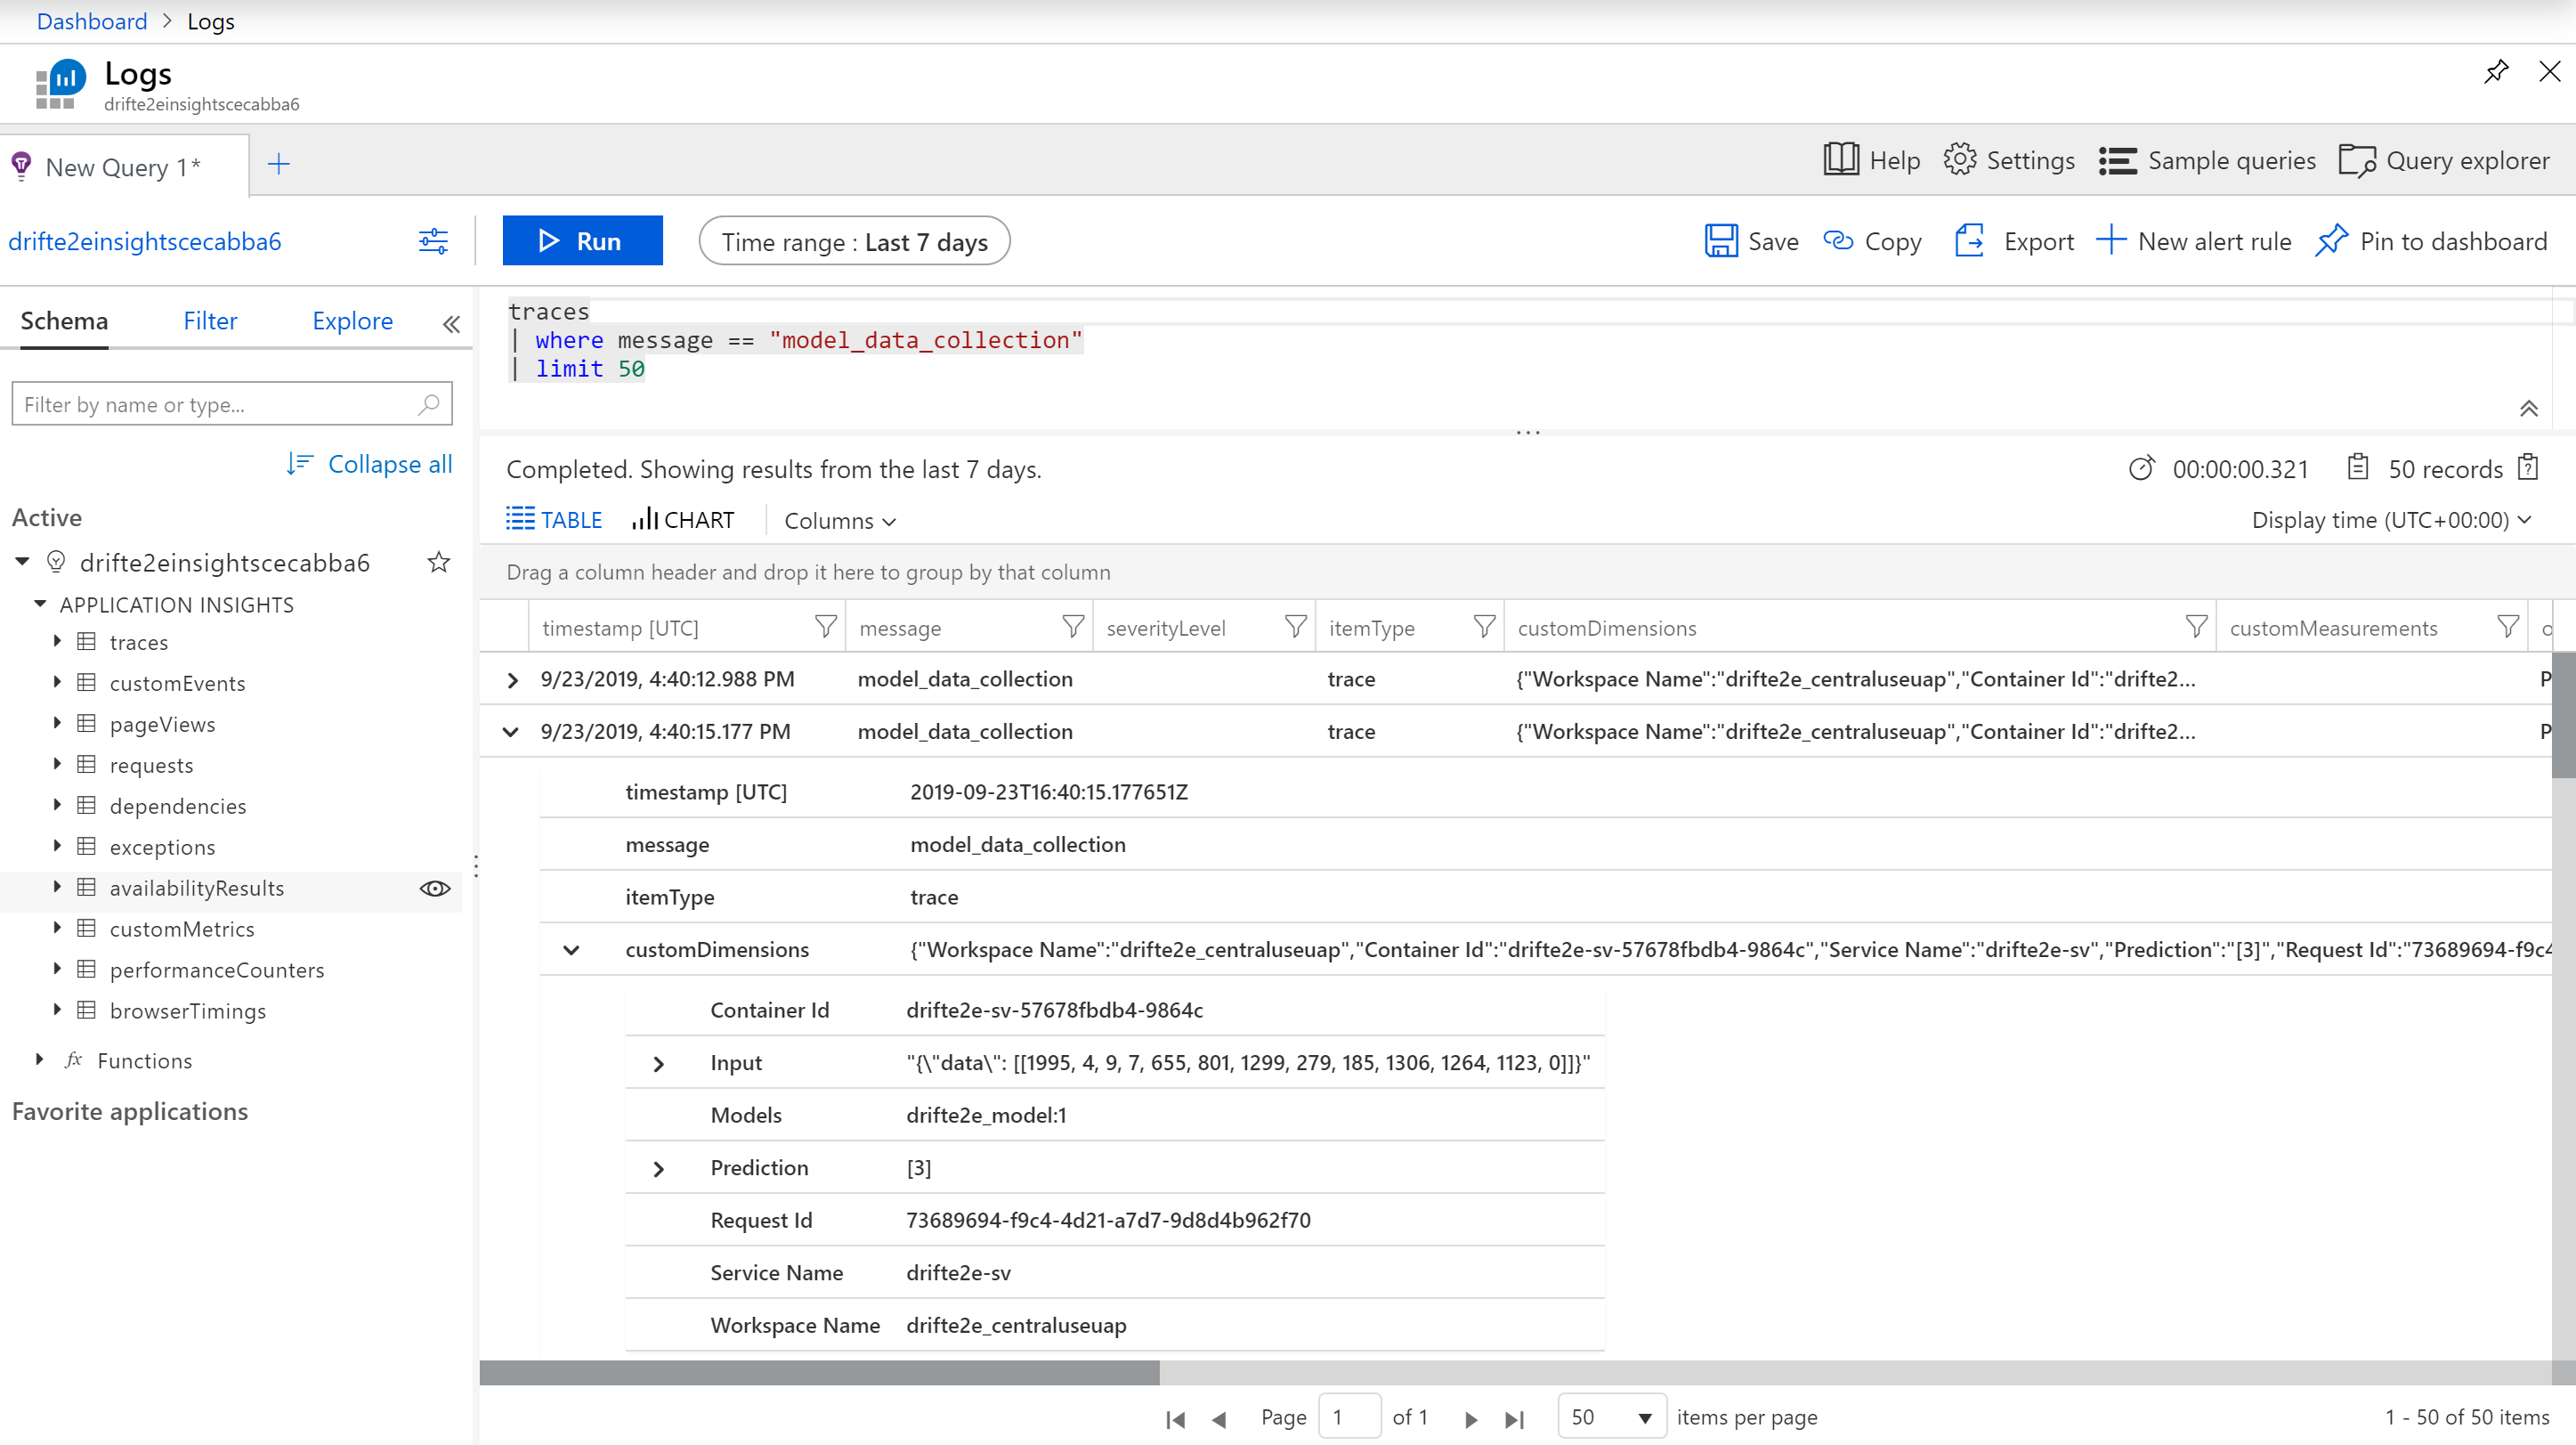 Dashboard > Logs
Logs
drifte2einsightscecabba6
New Query 1*
Help Settings Sample queries Query explorer
drifte2einsightscecabba6
Run Time range : Last 7 days
Save Copy Export New alert rule Pin to dashboard
Schema Filter Explore
Filter by name or type...
Collapse all
Active
drifte2einsightscecabba6
APPLICATION INSIGHTS
traces
customEvents
pageViews
requests
dependencies
exceptions
availabilityResults
customMetrics
performanceCounters
browserTimings
fx Functions
Favorite applications
traces
| where message == "model_data_collection"
| limit 50
Completed. Showing results from the last 7 days.
00:00:00.321 50 records
TABLE CHART Columns
Display time (UTC+00:00)
Drag a column header and drop it here to group by that column
timestamp [UTC] message severityLevel itemType customDimensions customMeasurements o
9/23/2019, 4:40:12.988 PM model_data_collection trace {"Workspace Name":"drifte2e_centraluseuap","Container Id":"drifte2... P
9/23/2019, 4:40:15.177 PM model_data_collection trace {"Workspace Name":"drifte2e_centraluseuap","Container Id":"drifte2... P
timestamp [UTC] 2019-09-23T16:40:15.177651Z
message model_data_collection
itemType trace
customDimensions {"Workspace Name":"drifte2e_centraluseuap","Container Id":"drifte2e-sv-57678fbdb4-9864c","Service Name":"drifte2e-sv","Prediction":"[3]","Request Id":"73689694-f9c4
Container Id drifte2e-sv-57678fbdb4-9864c
Input "{\"data\": [[1995, 4, 9, 7, 655, 801, 1299, 279, 185, 1306, 1264, 1123, 0]]}"
Models drifte2e_model:1
Prediction [3]
Request Id 73689694-f9c4-4d21-a7d7-9d8d4b962f70
Service Name drifte2e-sv
Workspace Name drifte2e_centraluseuap
Page 1 of 1 50 items per page
1 - 50 of 50 items